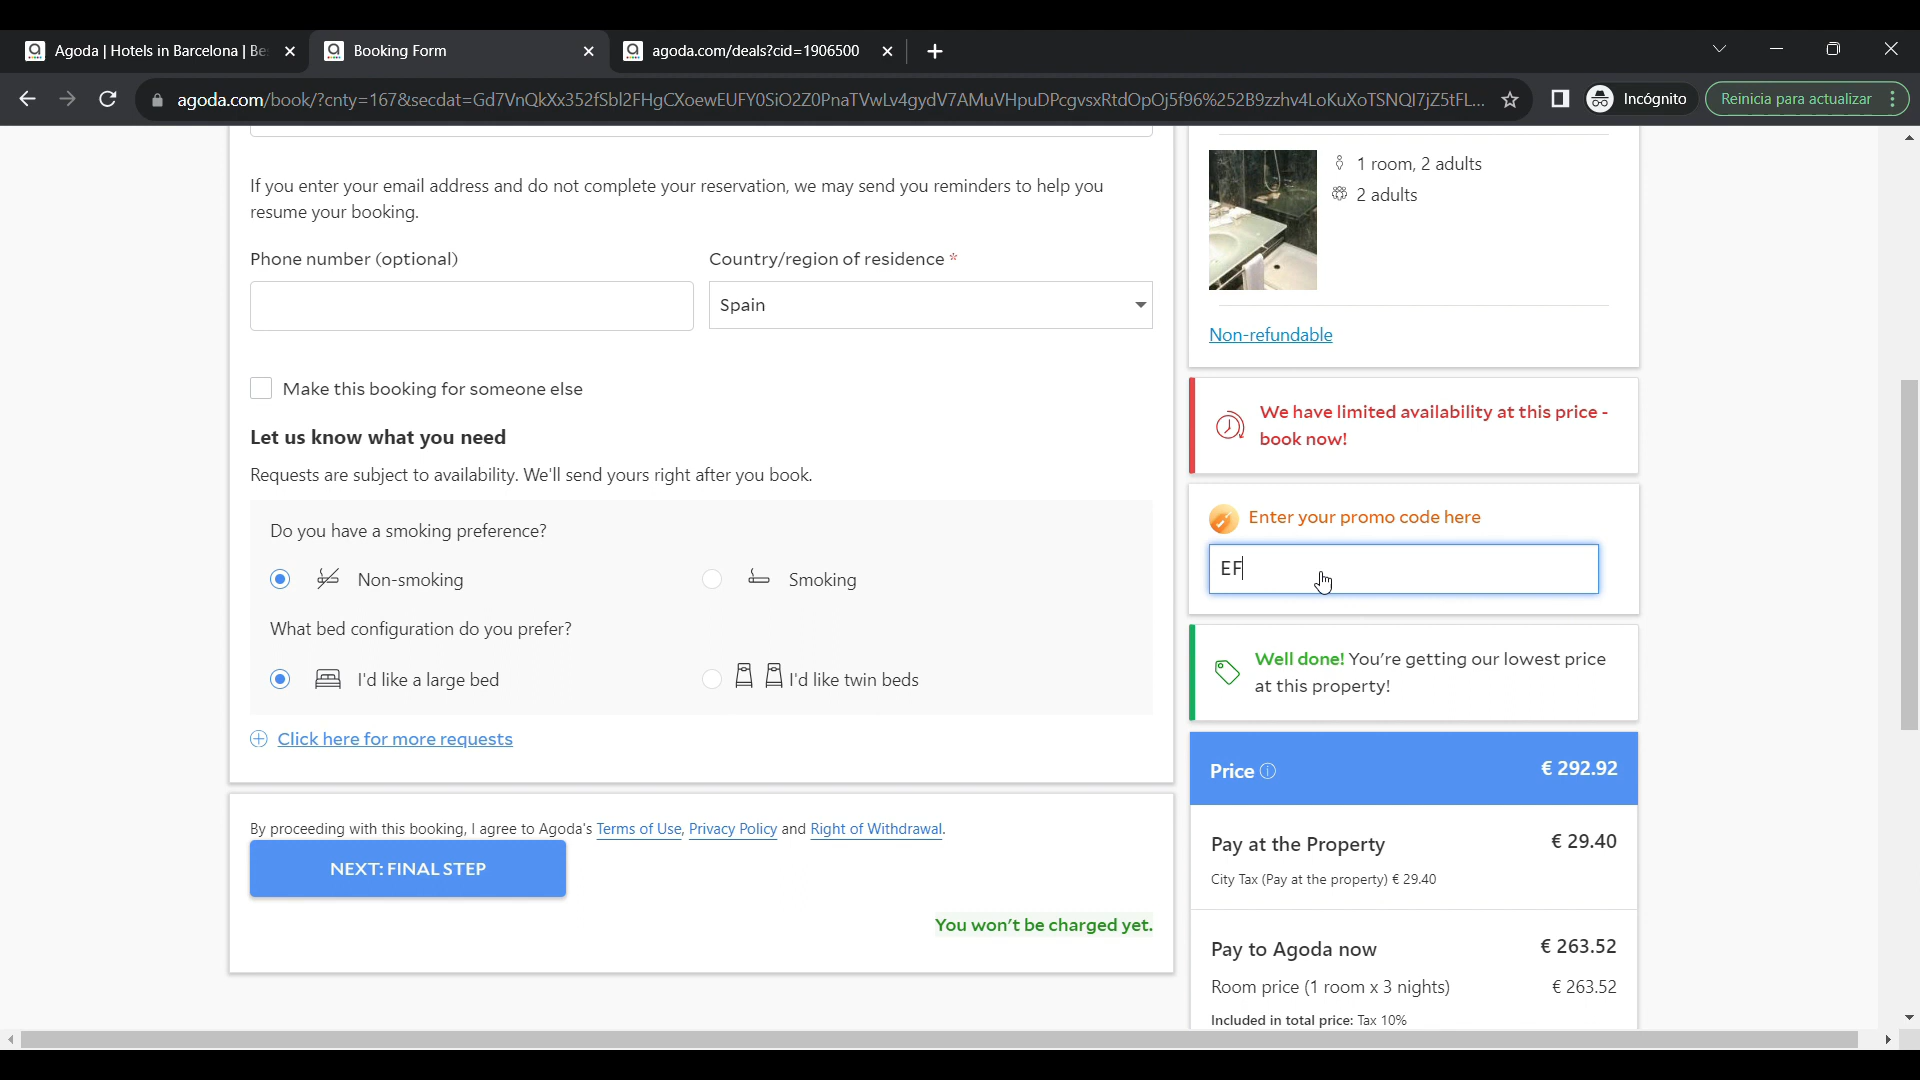 Agoda | Hotels in Barcelona | Be
Booking Form
agoda.com/deals?cid=1906500
agoda.com/book/?cnty=167&secdat=Gd7VnQkXx352fSbl2FHgCXoewEUFY0SiO2Z0PnaTVwLv4gydV7AMuVHpuDPcgvsxRtdOpOj5f96%252B9zzhv4LoKuXoTSNQI7jZ5tFL...
Incógnito
Reinicia para actualizar
If you enter your email address and do not complete your reservation, we may send you reminders to help you
resume your booking.
Phone number (optional)
Country/region of residence *
Spain
Make this booking for someone else
Let us know what you need
Requests are subject to availability. We'll send yours right after you book.
Do you have a smoking preference?
Non-smoking
Smoking
What bed configuration do you prefer?
I'd like a large bed
I'd like twin beds
Click here for more requests
By proceeding with this booking, I agree to Agoda's Terms of Use, Privacy Policy and Right of Withdrawal.
NEXT: FINAL STEP
You won't be charged yet.
1 room, 2 adults
2 adults
Non-refundable
We have limited availability at this price -
book now!
Enter your promo code here
EF
Well done! You're getting our lowest price
at this property!
Price € 292.92
Pay at the Property € 29.40
City Tax (Pay at the property) € 29.40
Pay to Agoda now € 263.52
Room price (1 room x 3 nights) € 263.52
Included in total price: Tax 10%